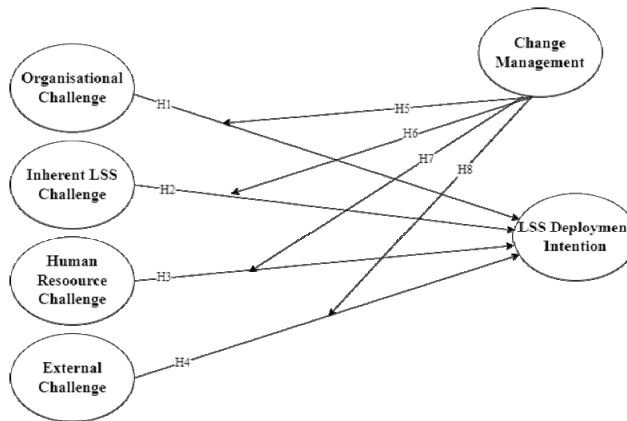 Change
Management
Organisational
Challenge
H1
H5
H6
H7
H8
Inherent LSS
Challenge
H2
LSS Deployment
Intention
Human
Resoource
Challenge
H3
External
Challenge
H4